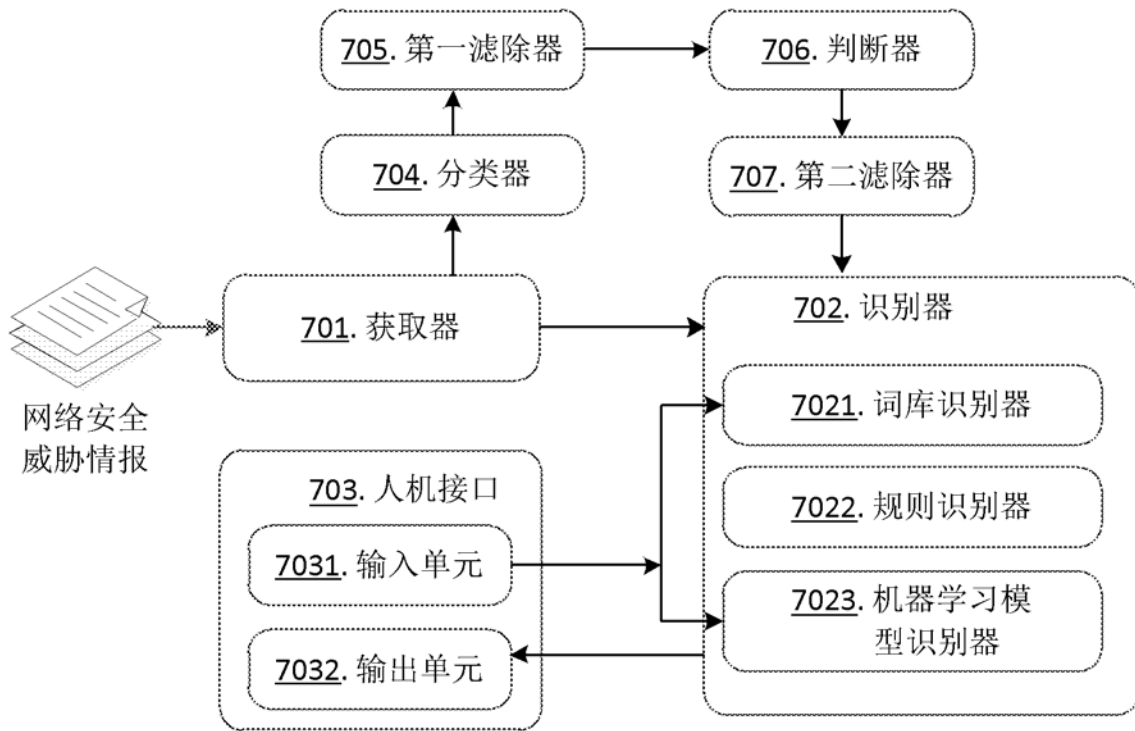 705. 第一滤除器
706. 判断器
704. 分类器
707. 第二滤除器
701. 获取器
702. 识别器
网络安全
威胁情报
7021. 词库识别器
703. 人机接口
7022. 规则识别器
7031. 输入单元
7023. 机器学习模
型识别器
7032. 输出单元